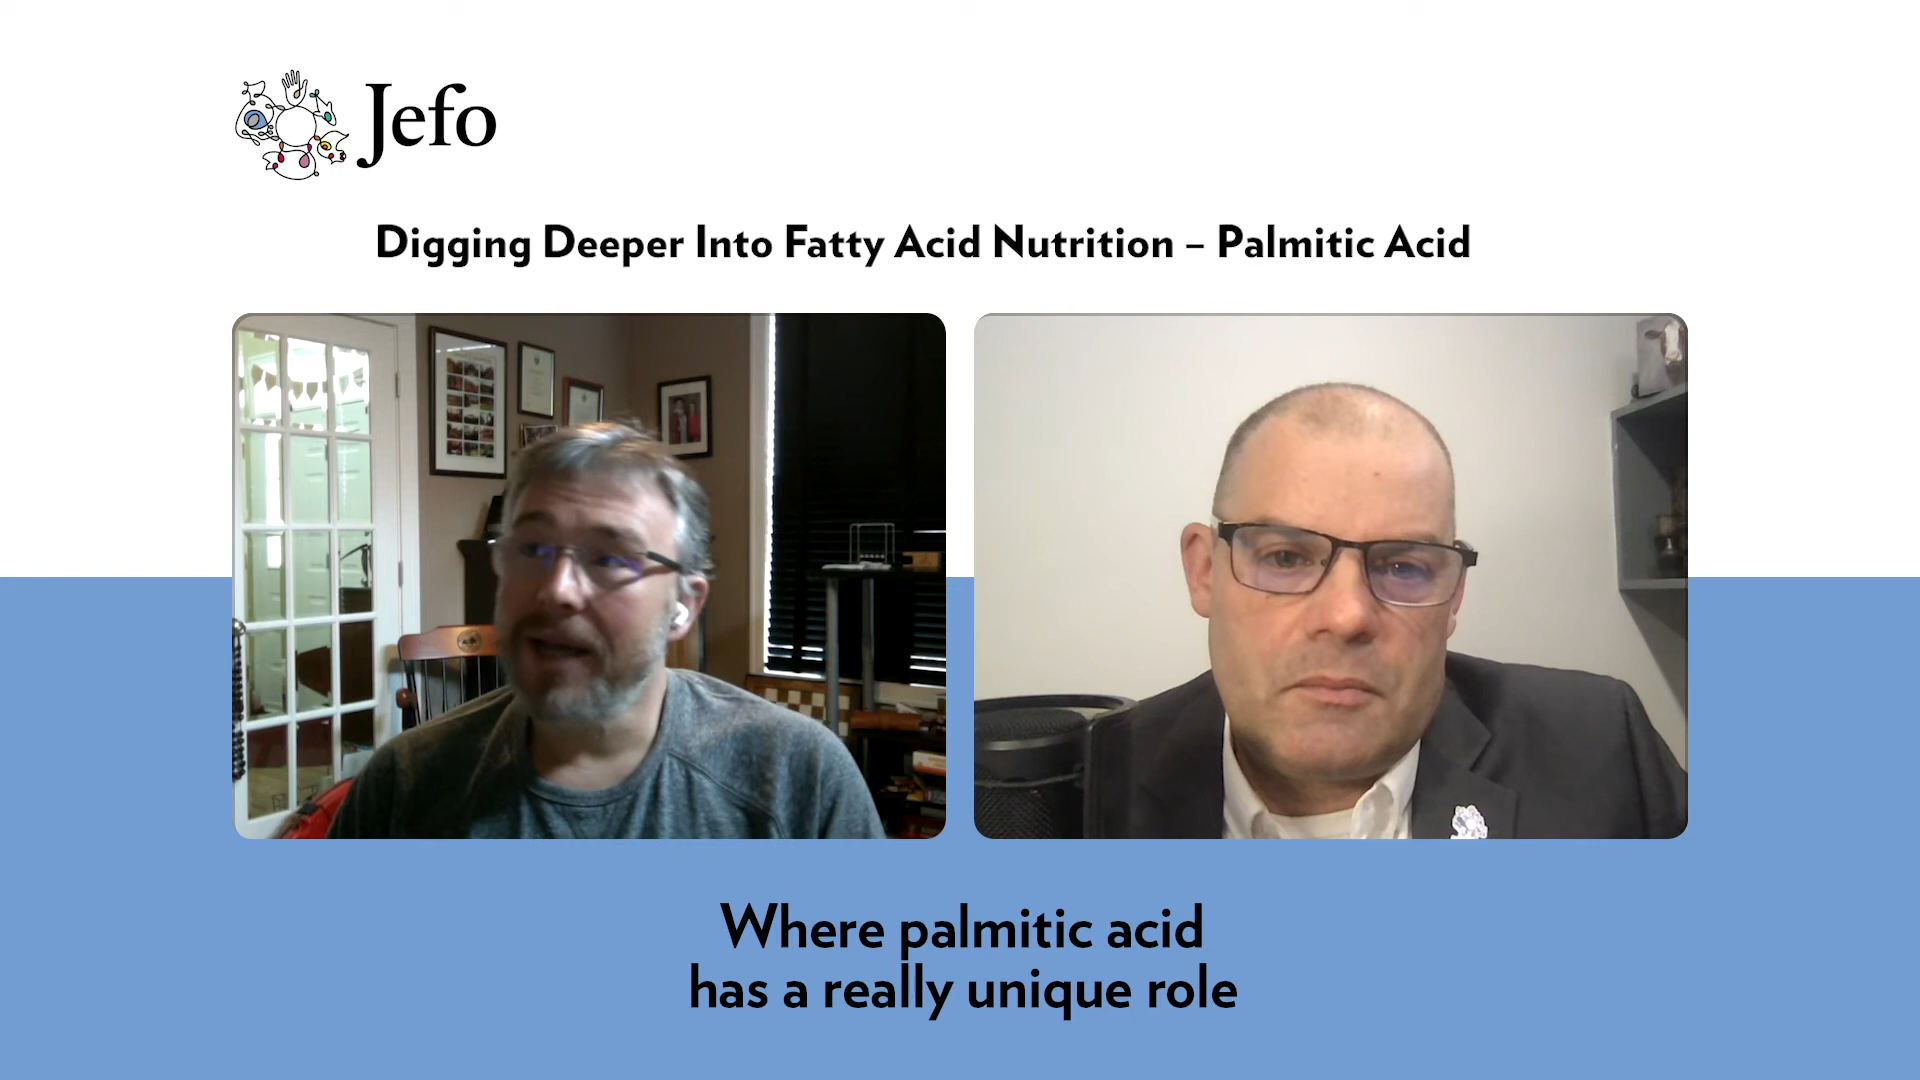 Jefo
Digging Deeper Into Fatty Acid Nutrition – Palmitic Acid
Where palmitic acid
has a really unique role